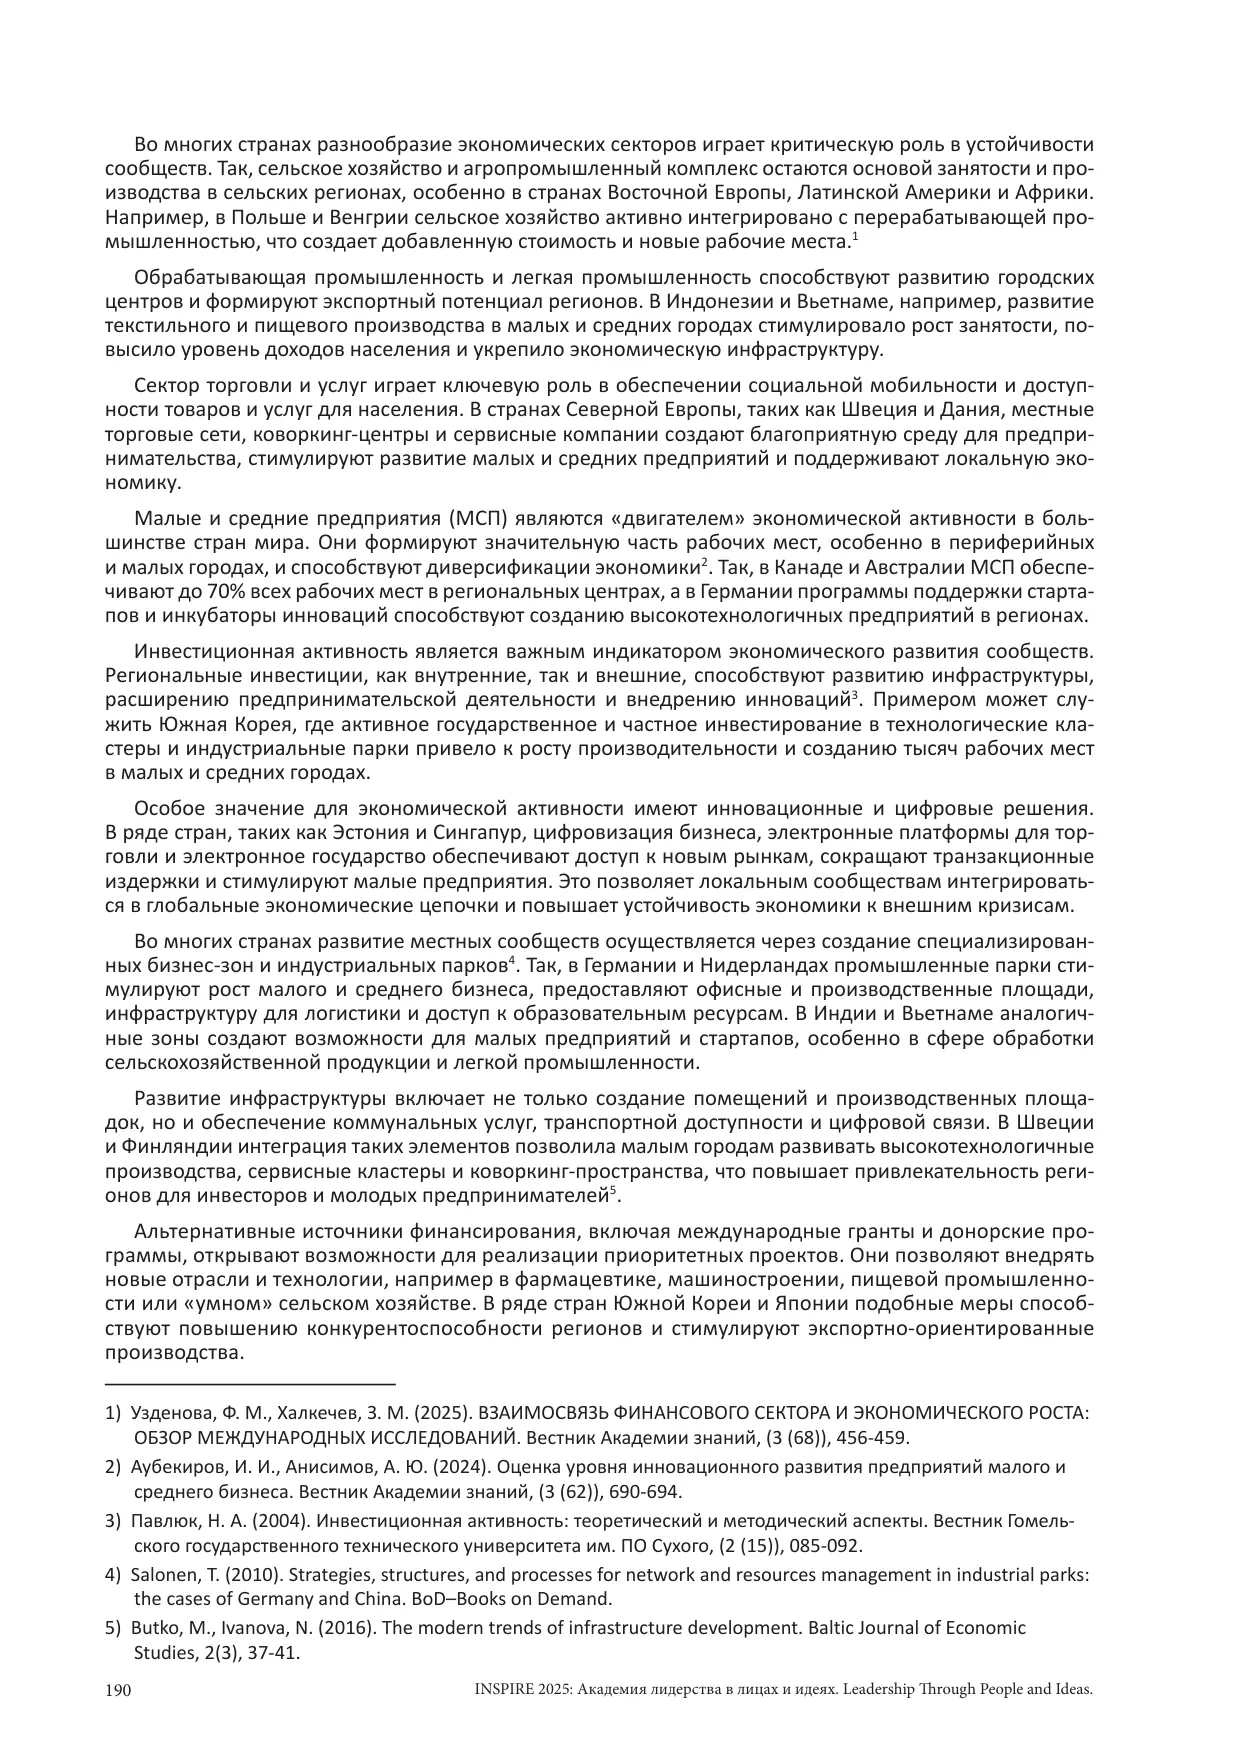 Во многих странах разнообразие экономических секторов играет критическую роль в устойчивости
сообществ. Так, сельское хозяйство и агропромышленный комплекс остаются основой занятости и про-
изводства в сельских регионах, особенно в странах Восточной Европы, Латинской Америки и Африки.
Например, в Польше и Венгрии сельское хозяйство активно интегрировано с перерабатывающей про-
мышленностью, что создает добавленную стоимость и новые рабочие места.1
Обрабатывающая промышленность и легкая промышленность способствуют развитию городских
центров и формируют экспортный потенциал регионов. В Индонезии и Вьетнаме, например, развитие
текстильного и пищевого производства в малых и средних городах стимулировало рост занятости, по-
высило уровень доходов населения и укрепило экономическую инфраструктуру.
Сектор торговли и услуг играет ключевую роль в обеспечении социальной мобильности и доступ-
ности товаров и услуг для населения. В странах Северной Европы, таких как Швеция и Дания, местные
торговые сети, коворкинг-центры и сервисные компании создают благоприятную среду для предпри-
нимательства, стимулируют развитие малых и средних предприятий и поддерживают локальную эко-
номику.
Малые и средние предприятия (МСП) являются «двигателем» экономической активности в боль-
шинстве стран мира. Они формируют значительную часть рабочих мест, особенно в периферийных
и малых городах, и способствуют диверсификации экономики2. Так, в Канаде и Австралии МСП обеспе-
чивают до 70% всех рабочих мест в региональных центрах, а в Германии программы поддержки старта-
пов и инкубаторы инноваций способствуют созданию высокотехнологичных предприятий в регионах.
Инвестиционная активность является важным индикатором экономического развития сообществ.
Региональные инвестиции, как внутренние, так и внешние, способствуют развитию инфраструктуры,
расширению предпринимательской деятельности и внедрению инноваций3. Примером может слу-
жить Южная Корея, где активное государственное и частное инвестирование в технологические кла-
стеры и индустриальные парки привело к росту производительности и созданию тысяч рабочих мест
в малых и средних городах.
Особое значение для экономической активности имеют инновационные и цифровые решения.
В ряде стран, таких как Эстония и Сингапур, цифровизация бизнеса, электронные платформы для тор-
говли и электронное государство обеспечивают доступ к новым рынкам, сокращают транзакционные
издержки и стимулируют малые предприятия. Это позволяет локальным сообществам интегрировать-
ся в глобальные экономические цепочки и повышает устойчивость экономики к внешним кризисам.
Во многих странах развитие местных сообществ осуществляется через создание специализирован-
ных бизнес-зон и индустриальных парков4. Так, в Германии и Нидерландах промышленные парки сти-
мулируют рост малого и среднего бизнеса, предоставляют офисные и производственные площади,
инфраструктуру для логистики и доступ к образовательным ресурсам. В Индии и Вьетнаме аналогич-
ные зоны создают возможности для малых предприятий и стартапов, особенно в сфере обработки
сельскохозяйственной продукции и легкой промышленности.
Развитие инфраструктуры включает не только создание помещений и производственных площа-
док, но и обеспечение коммунальных услуг, транспортной доступности и цифровой связи. В Швеции
и Финляндии интеграция таких элементов позволила малым городам развивать высокотехнологичные
производства, сервисные кластеры и коворкинг-пространства, что повышает привлекательность реги-
онов для инвесторов и молодых предпринимателей5.
Альтернативные источники финансирования, включая международные гранты и донорские про-
граммы, открывают возможности для реализации приоритетных проектов. Они позволяют внедрять
новые отрасли и технологии, например в фармацевтике, машиностроении, пищевой промышленно-
сти или «умном» сельском хозяйстве. В ряде стран Южной Кореи и Японии подобные меры способ-
ствуют повышению конкурентоспособности регионов и стимулируют экспортно-ориентированные
производства.
1) Узденова, Ф. М., Халкечев, З. М. (2025). ВЗАИМОСВЯЗЬ ФИНАНСОВОГО СЕКТОРА И ЭКОНОМИЧЕСКОГО РОСТА:
ОБЗОР МЕЖДУНАРОДНЫХ ИССЛЕДОВАНИЙ. Вестник Академии знаний, (3 (68)), 456-459.
2) Аубекиров, И. И., Анисимов, А. Ю. (2024). Оценка уровня инновационного развития предприятий малого и
среднего бизнеса. Вестник Академии знаний, (3 (62)), 690-694.
3) Павлюк, Н. А. (2004). Инвестиционная активность: теоретический и методический аспекты. Вестник Гомель-
ского государственного технического университета им. ПО Сухого, (2 (15)), 085-092.
4) Salonen, T. (2010). Strategies, structures, and processes for network and resources management in industrial parks:
the cases of Germany and China. BoD–Books on Demand.
5) Butko, M., Ivanova, N. (2016). The modern trends of infrastructure development. Baltic Journal of Economic
Studies, 2(3), 37-41.
190 INSPIRE 2025: Академия лидерства в лицах и идеях. Leadership Through People and Ideas.